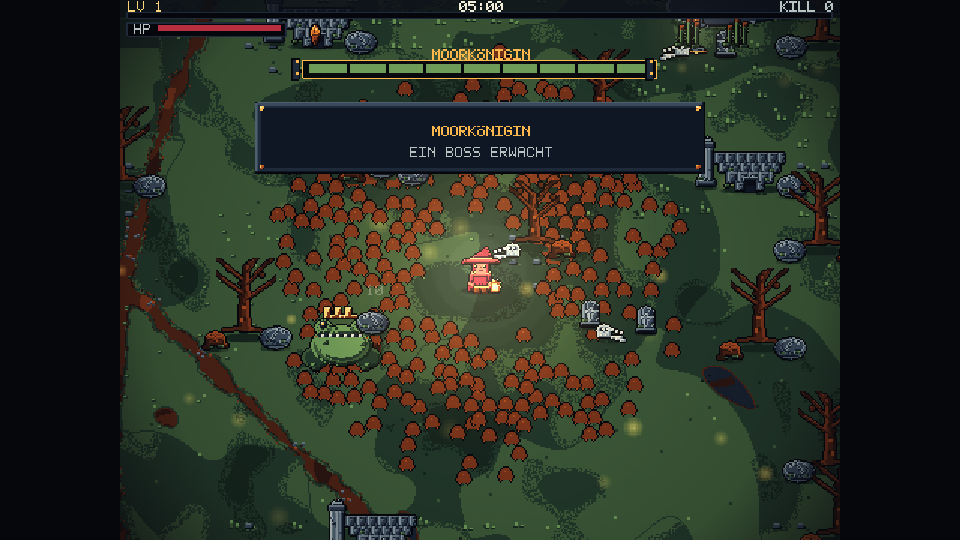 LV 1
05:00
KILL 0
HP
MOORKÖNIGIN
MOORKÖNIGIN
EIN BOSS ERWACHT